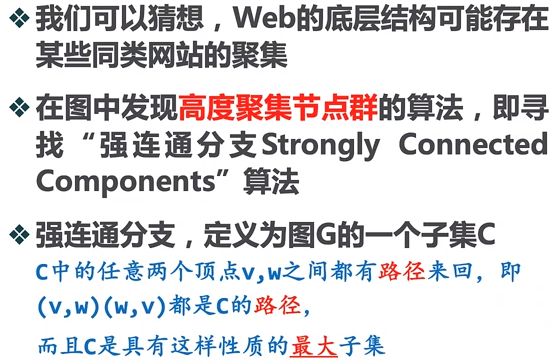 ❖我们可以猜想，Web的底层结构可能存在
某些同类网站的聚集
❖在图中发现高度聚集节点群的算法，即寻
找“强连通分支Strongly Connected
Components”算法
❖强连通分支，定义为图G的一个子集C
C中的任意两个顶点v,w之间都有路径来回，即
(v,w)(w,v)都是C的路径，
而且C是具有这样性质的最大子集